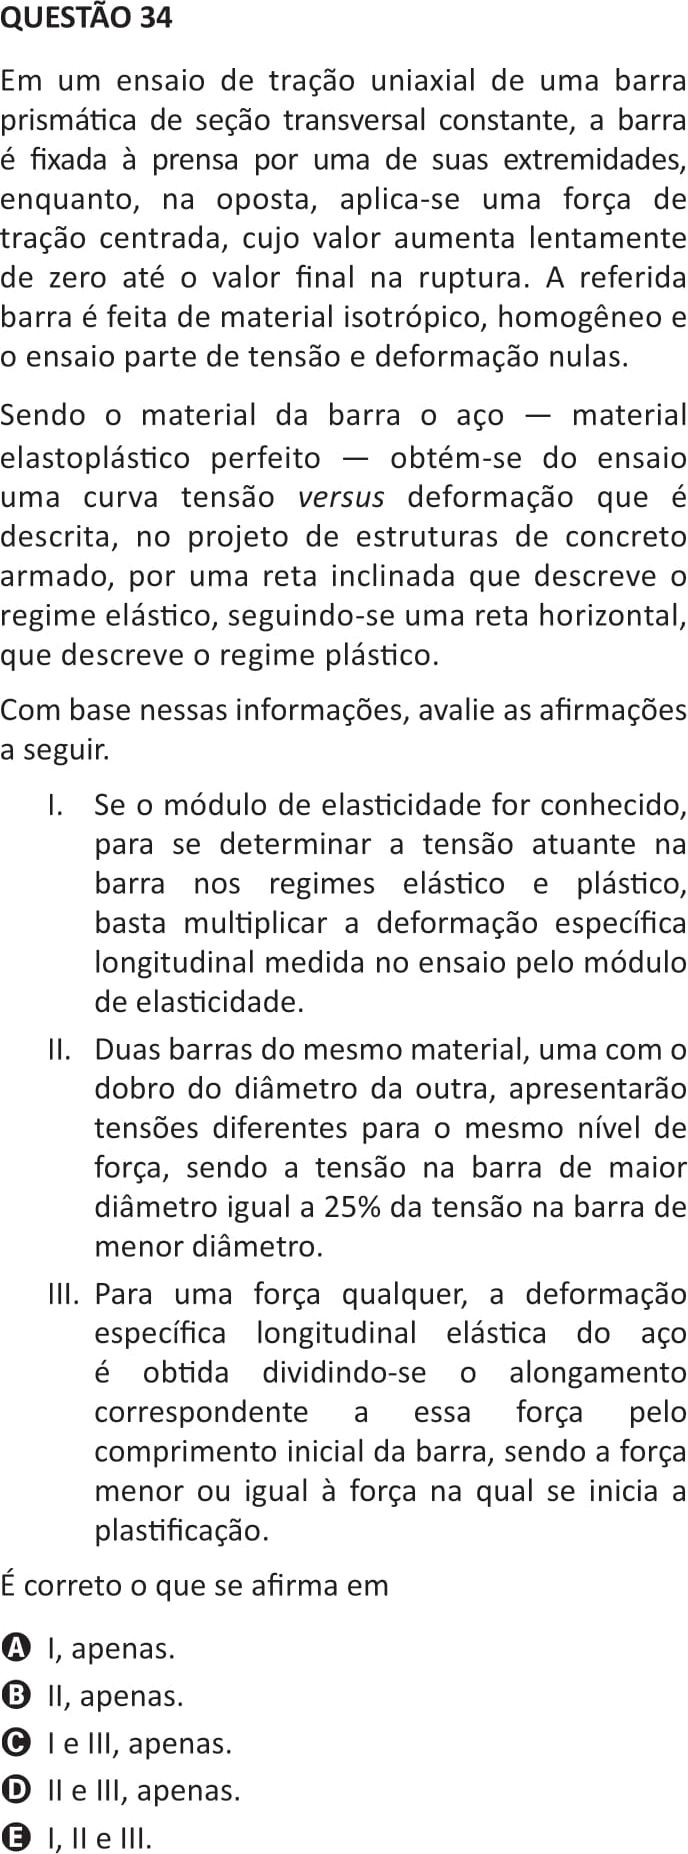 QUESTÃO 34
Em um ensaio de tração uniaxial de uma barra
prismática de seção transversal constante, a barra
é fixada à prensa por uma de suas extremidades,
enquanto, na oposta, aplica-se uma força de
tração centrada, cujo valor aumenta lentamente
de zero até o valor final na ruptura. A referida
barra é feita de material isotrópico, homogêneo e
o ensaio parte de tensão e deformação nulas.
Sendo o material da barra o aço — material
elastoplástico perfeito — obtém-se do ensaio
uma curva tensão versus deformação que é
descrita, no projeto de estruturas de concreto
armado, por uma reta inclinada que descreve o
regime elástico, seguindo-se uma reta horizontal,
que descreve o regime plástico.
Com base nessas informações, avalie as afirmações
a seguir.
I. Se o módulo de elasticidade for conhecido,
para se determinar a tensão atuante na
barra nos regimes elástico e plástico,
basta multiplicar a deformação específica
longitudinal medida no ensaio pelo módulo
de elasticidade.
II. Duas barras do mesmo material, uma com o
dobro do diâmetro da outra, apresentarão
tensões diferentes para o mesmo nível de
força, sendo a tensão na barra de maior
diâmetro igual a 25% da tensão na barra de
menor diâmetro.
III. Para uma força qualquer, a deformação
específica longitudinal elástica do aço
é obtida dividindo-se o alongamento
correspondente a essa força pelo
comprimento inicial da barra, sendo a força
menor ou igual à força na qual se inicia a
plastificação.
É correto o que se afirma em
A I, apenas.
B II, apenas.
C I e III, apenas.
D II e III, apenas.
E I, II e III.